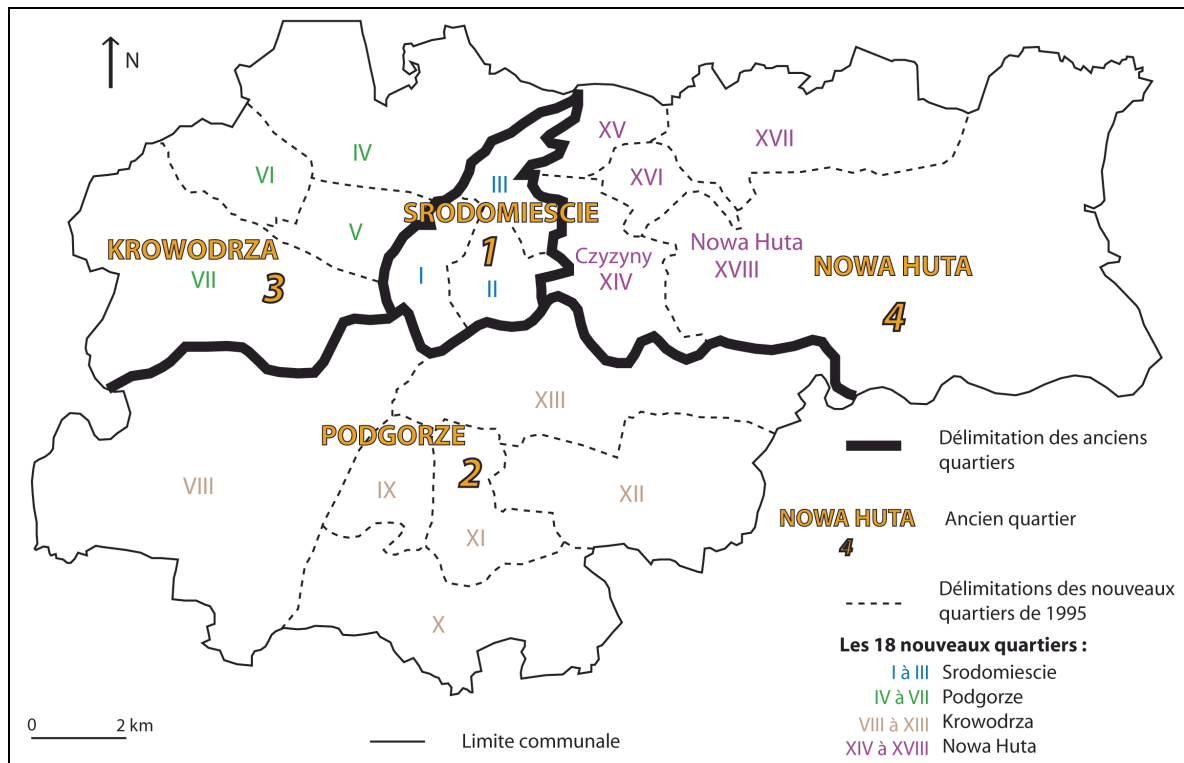 N
IV
VI
V
KROWODRZA
VII
3
III
SRODOMIESCIE
1
I
II
XV
XVI
XVII
Czyzyny
XIV
Nowa Huta
XVIII
NOWA HUTA
4
XIII
PODGORZE
2
VIII
IX
XII
XI
X
Délimitation des anciens
quartiers
NOWA HUTA
4
Ancien quartier
Délimitations des nouveaux
quartiers de 1995
Les 18 nouveaux quartiers :
I à III Srodomiescie
IV à VII Podgorze
VIII à XIII Krowodrza
XIV à XVIII Nowa Huta
0 2 km
Limite communale